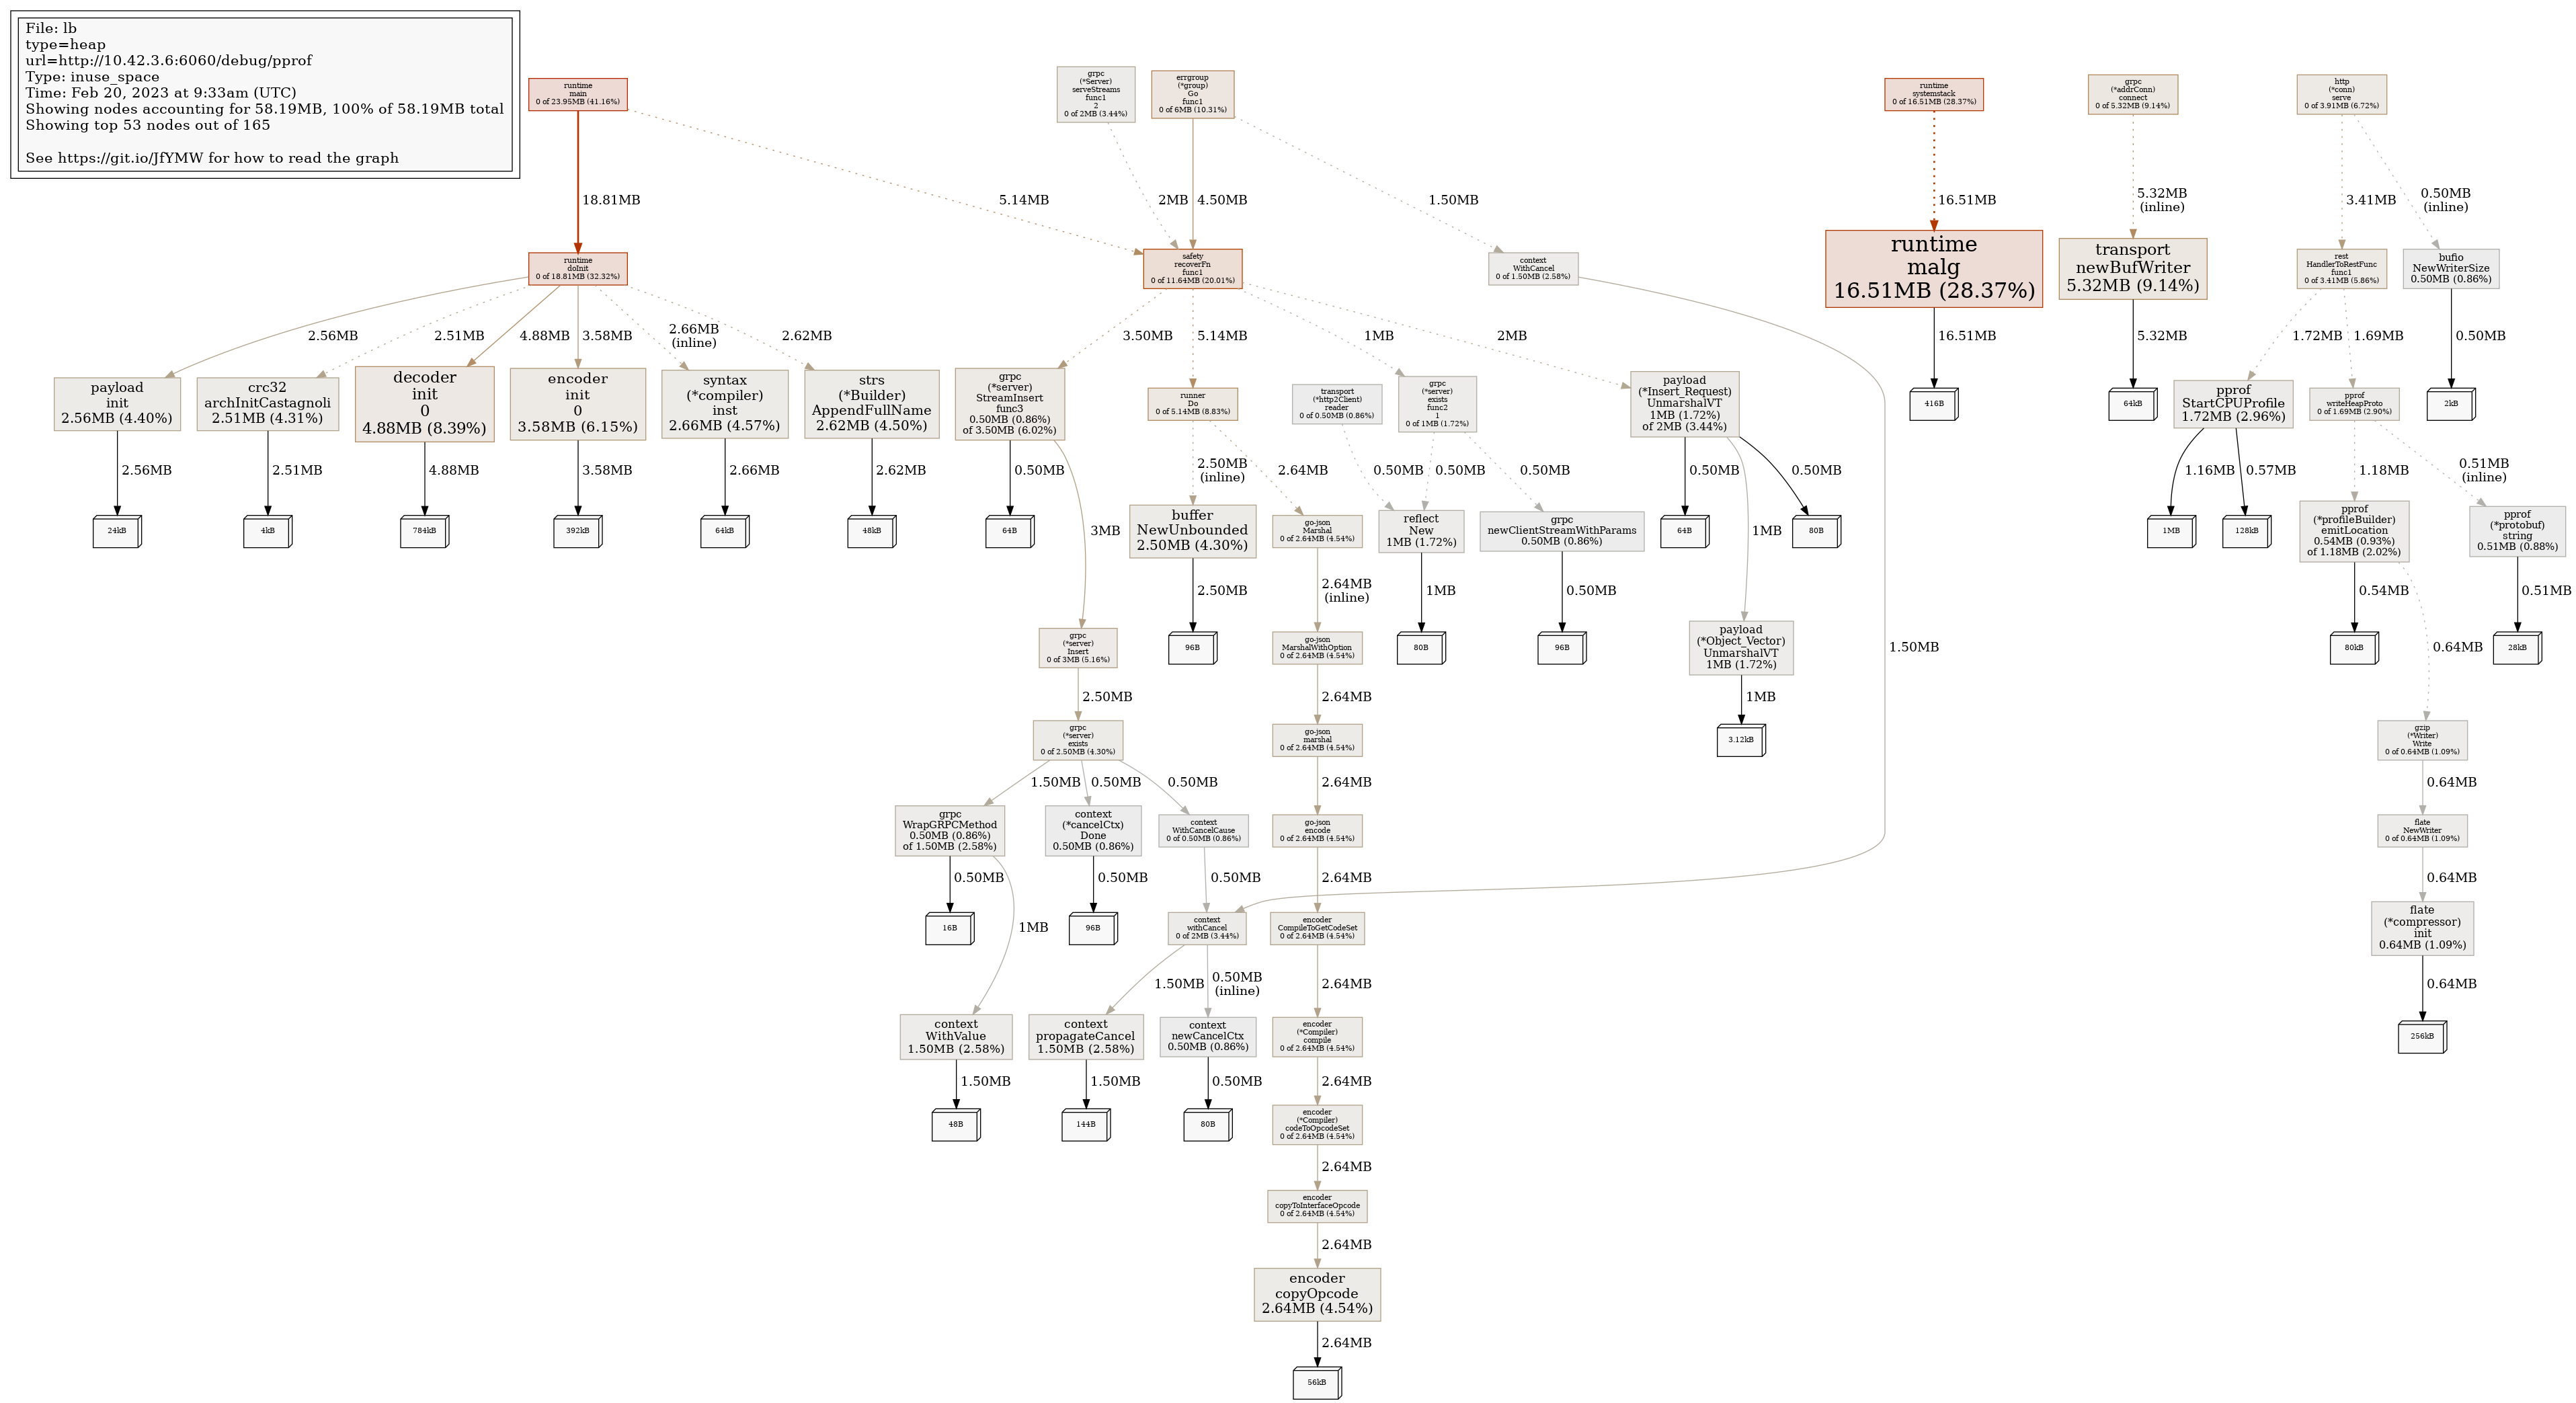 File: lb
type=heap
url=http://10.42.3.6:6060/debug/pprof
Type: inuse_space
Time: Feb 20, 2023 at 9:33am (UTC)
Showing nodes accounting for 58.19MB, 100% of 58.19MB total
Showing top 53 nodes out of 165
See https://git.io/JfYMW for how to read the graph
runtime
main
0 of 23.95MB (41.16%)
grpc
(*Server)
serveStreams
func1
2
0 of 2MB (3.44%)
errgroup
(*group)
Go
func1
0 of 6MB (10.31%)
runtime
systemstack
0 of 16.51MB (28.37%)
grpc
(*addrConn)
connect
0 of 5.32MB (9.14%)
http
(*conn)
serve
0 of 3.91MB (6.72%)
18.81MB
5.14MB
2MB
4.50MB
1.50MB
16.51MB
5.32MB
(inline)
3.41MB
0.50MB
(inline)
runtime
doInit
0 of 18.81MB (32.32%)
safety
recoverFn
func1
0 of 11.64MB (20.01%)
context
WithCancel
0 of 1.50MB (2.58%)
runtime
malg
16.51MB (28.37%)
transport
newBufWriter
5.32MB (9.14%)
rest
HandlerToRestFunc
func1
0 of 3.41MB (5.86%)
bufio
NewWriterSize
0.50MB (0.86%)
2.56MB
2.51MB
4.88MB
3.58MB
2.66MB
(inline)
2.62MB
3.50MB
5.14MB
1MB
2MB
16.51MB
5.32MB
1.72MB
1.69MB
0.50MB
payload
init
2.56MB (4.40%)
crc32
archInitCastagnoli
2.51MB (4.31%)
decoder
init
0
4.88MB (8.39%)
encoder
init
0
3.58MB (6.15%)
syntax
(*compiler)
inst
2.66MB (4.57%)
strs
(*Builder)
AppendFullName
2.62MB (4.50%)
grpc
(*server)
StreamInsert
func3
0.50MB (0.86%)
of 3.50MB (6.02%)
runner
Do
0 of 5.14MB (8.83%)
transport
(*http2Client)
reader
0 of 0.50MB (0.86%)
grpc
(*server)
exists
func2
1
0 of 1MB (1.72%)
payload
(*Insert_Request)
UnmarshalVT
1MB (1.72%)
of 2MB (3.44%)
416B
64kB
pprof
StartCPUProfile
1.72MB (2.96%)
pprof
writeHeapProto
0 of 1.69MB (2.90%)
2kB
2.56MB
2.51MB
4.88MB
3.58MB
2.66MB
2.62MB
0.50MB
3MB
2.50MB
(inline)
2.64MB
0.50MB
0.50MB
0.50MB
0.50MB
1MB
0.50MB
1.16MB
0.57MB
1.18MB
0.51MB
(inline)
24kB
4kB
784kB
392kB
64kB
48kB
64B
buffer
NewUnbounded
2.50MB (4.30%)
go-json
Marshal
0 of 2.64MB (4.54%)
reflect
New
1MB (1.72%)
grpc
newClientStreamWithParams
0.50MB (0.86%)
64B
80B
1MB
128kB
pprof
(*profileBuilder)
emitLocation
0.54MB (0.93%)
of 1.18MB (2.02%)
pprof
(*protobuf)
string
0.51MB (0.88%)
2.50MB
2.64MB
(inline)
1MB
0.50MB
0.54MB
0.64MB
0.51MB
grpc
(*server)
Insert
0 of 3MB (5.16%)
96B
go-json
MarshalWithOption
0 of 2.64MB (4.54%)
80B
96B
payload
(*Object_Vector)
UnmarshalVT
1MB (1.72%)
1.50MB
80kB
28kB
2.50MB
2.64MB
1MB
grpc
(*server)
exists
0 of 2.50MB (4.30%)
go-json
marshal
0 of 2.64MB (4.54%)
3.12kB
gzip
(*Writer)
Write
0 of 0.64MB (1.09%)
1.50MB
0.50MB
0.50MB
2.64MB
0.64MB
grpc
WrapGRPCMethod
0.50MB (0.86%)
of 1.50MB (2.58%)
context
(*cancelCtx)
Done
0.50MB (0.86%)
context
WithCancelCause
0 of 0.50MB (0.86%)
go-json
encode
0 of 2.64MB (4.54%)
flate
NewWriter
0 of 0.64MB (1.09%)
0.50MB
1MB
0.50MB
0.50MB
2.64MB
0.64MB
16B
96B
context
withCancel
0 of 2MB (3.44%)
encoder
CompileToGetCodeSet
0 of 2.64MB (4.54%)
flate
(*compressor)
init
0.64MB (1.09%)
1.50MB
0.50MB
(inline)
2.64MB
0.64MB
context
WithValue
1.50MB (2.58%)
context
propagateCancel
1.50MB (2.58%)
context
newCancelCtx
0.50MB (0.86%)
encoder
(*Compiler)
compile
0 of 2.64MB (4.54%)
256kB
1.50MB
1.50MB
0.50MB
2.64MB
48B
144B
80B
encoder
(*Compiler)
codeToOpcodeSet
0 of 2.64MB (4.54%)
2.64MB
encoder
copyToInterfaceOpcode
0 of 2.64MB (4.54%)
2.64MB
encoder
copyOpcode
2.64MB (4.54%)
2.64MB
56kB